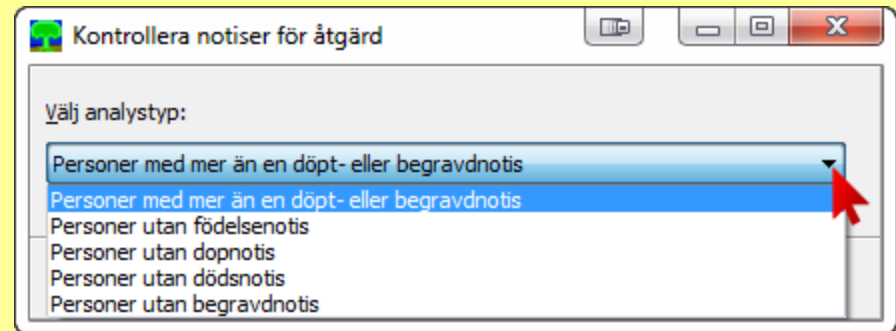 Kontrollera notiser för åtgärd
Välj analystyp:
Personer med mer än en döpt- eller begravdnotis
Personer med mer än en döpt- eller begravdnotis
Personer utan födelsenotis
Personer utan dopnotis
Personer utan dödsnotis
Personer utan begravdnotis